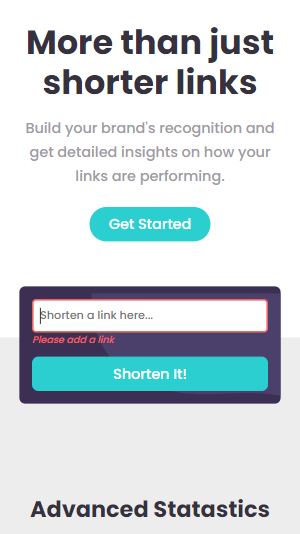 More than just
shorter links
Build your brand's recognition and
get detailed insights on how your
links are performing.
Get Started
Shorten a link here...
Please add a link
Shorten It!
Advanced Statastics